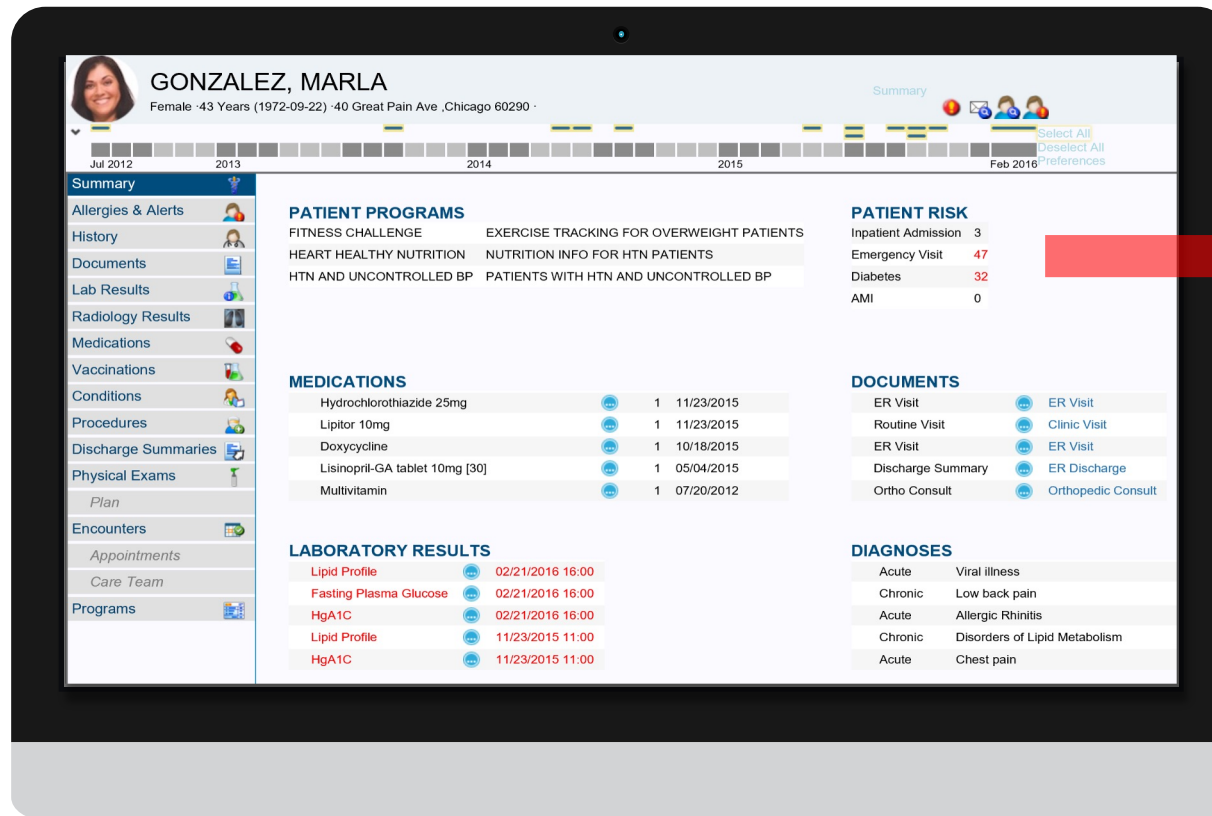 GONZALEZ, MARLA
Female ·43 Years (1972-09-22) ·40 Great Pain Ave ,Chicago 60290 ·
Summary
Select All
Deselect All
Preferences
Jul 2012 2013 2014 2015 Feb 2016
Summary
Allergies & Alerts
History
Documents
Lab Results
Radiology Results
Medications
Vaccinations
Conditions
Procedures
Discharge Summaries
Physical Exams
Plan
Encounters
Appointments
Care Team
Programs
PATIENT PROGRAMS
FITNESS CHALLENGE EXERCISE TRACKING FOR OVERWEIGHT PATIENTS
HEART HEALTHY NUTRITION NUTRITION INFO FOR HTN PATIENTS
HTN AND UNCONTROLLED BP PATIENTS WITH HTN AND UNCONTROLLED BP
PATIENT RISK
Inpatient Admission 3
Emergency Visit 47
Diabetes 32
AMI 0
MEDICATIONS
Hydrochlorothiazide 25mg 1 11/23/2015
Lipitor 10mg 1 11/23/2015
Doxycycline 1 10/18/2015
Lisinopril-GA tablet 10mg [30] 1 05/04/2015
Multivitamin 1 07/20/2012
DOCUMENTS
ER Visit ER Visit
Routine Visit Clinic Visit
ER Visit ER Visit
Discharge Summary ER Discharge
Ortho Consult Orthopedic Consult
LABORATORY RESULTS
Lipid Profile 02/21/2016 16:00
Fasting Plasma Glucose 02/21/2016 16:00
HgA1C 02/21/2016 16:00
Lipid Profile 11/23/2015 11:00
HgA1C 11/23/2015 11:00
DIAGNOSES
Acute Viral illness
Chronic Low back pain
Acute Allergic Rhinitis
Chronic Disorders of Lipid Metabolism
Acute Chest pain